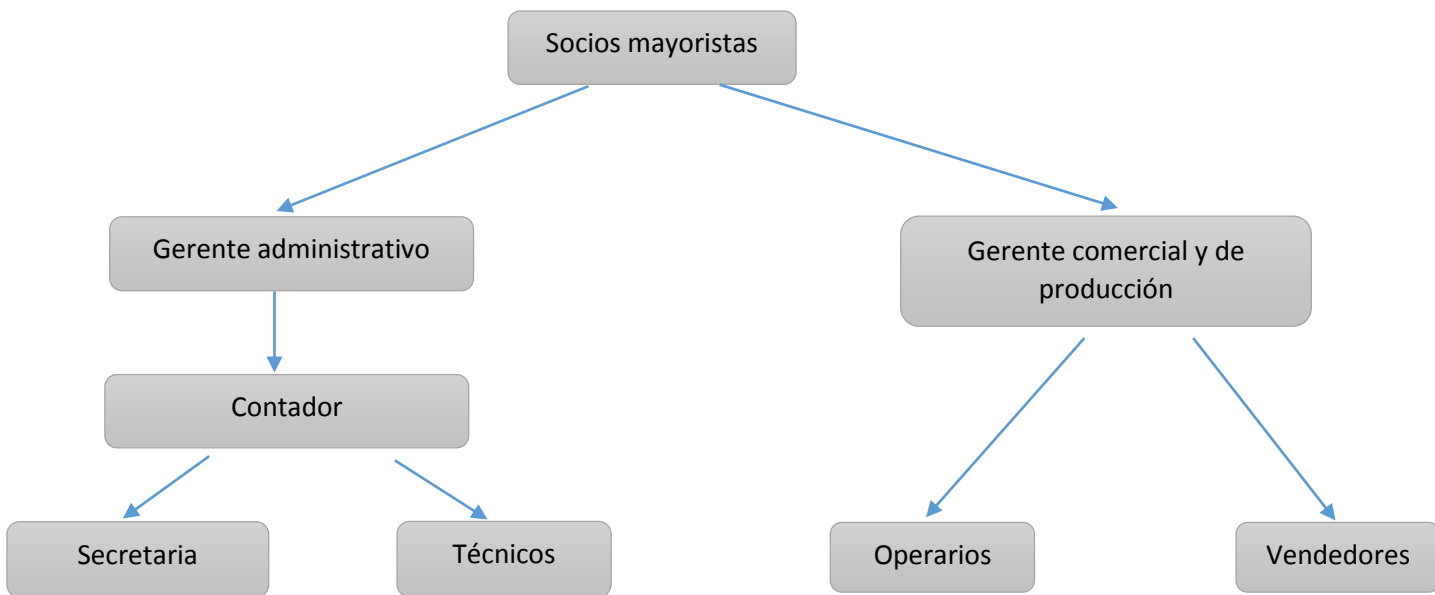 Socios mayoristas
Gerente administrativo
Gerente comercial y de
producción
Contador
Secretaria
Técnicos
Operarios
Vendedores